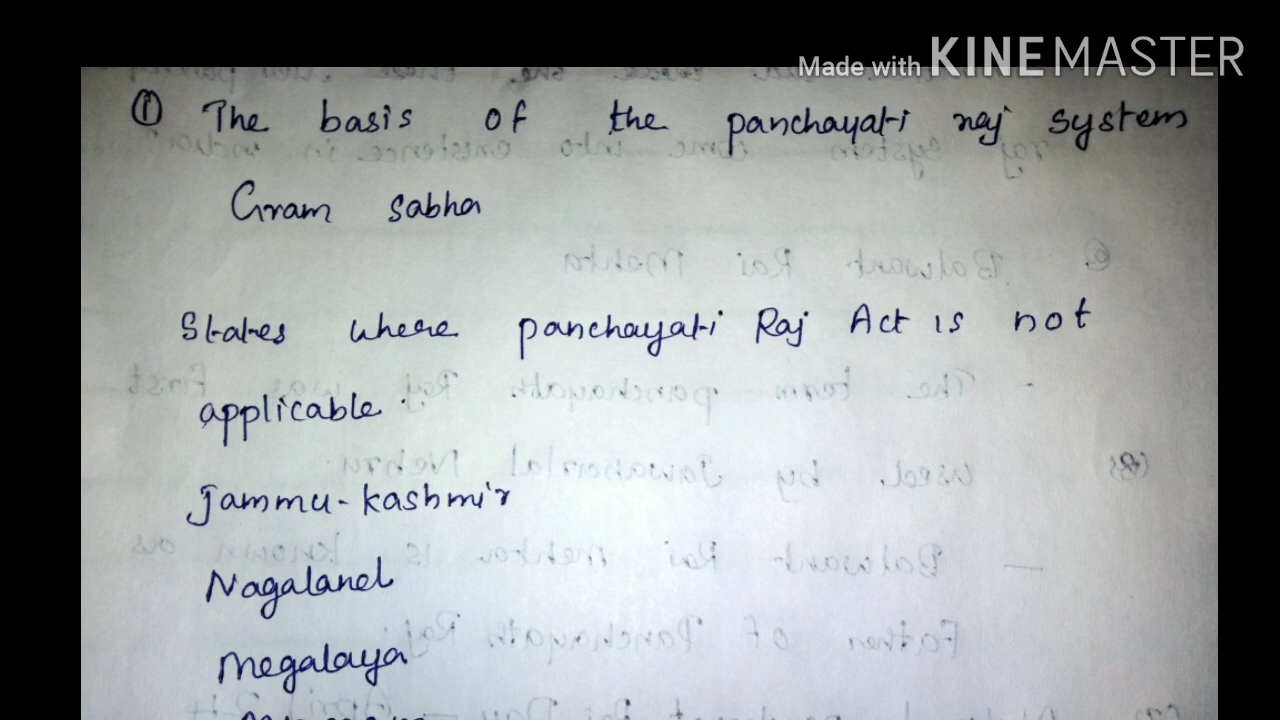 Made with KINEMASTER
① The basis of the panchayati raj system
Gram sabha
States where panchayati Raj Act is not
applicable
Jammu-kashmir
Nagaland
Megalaya